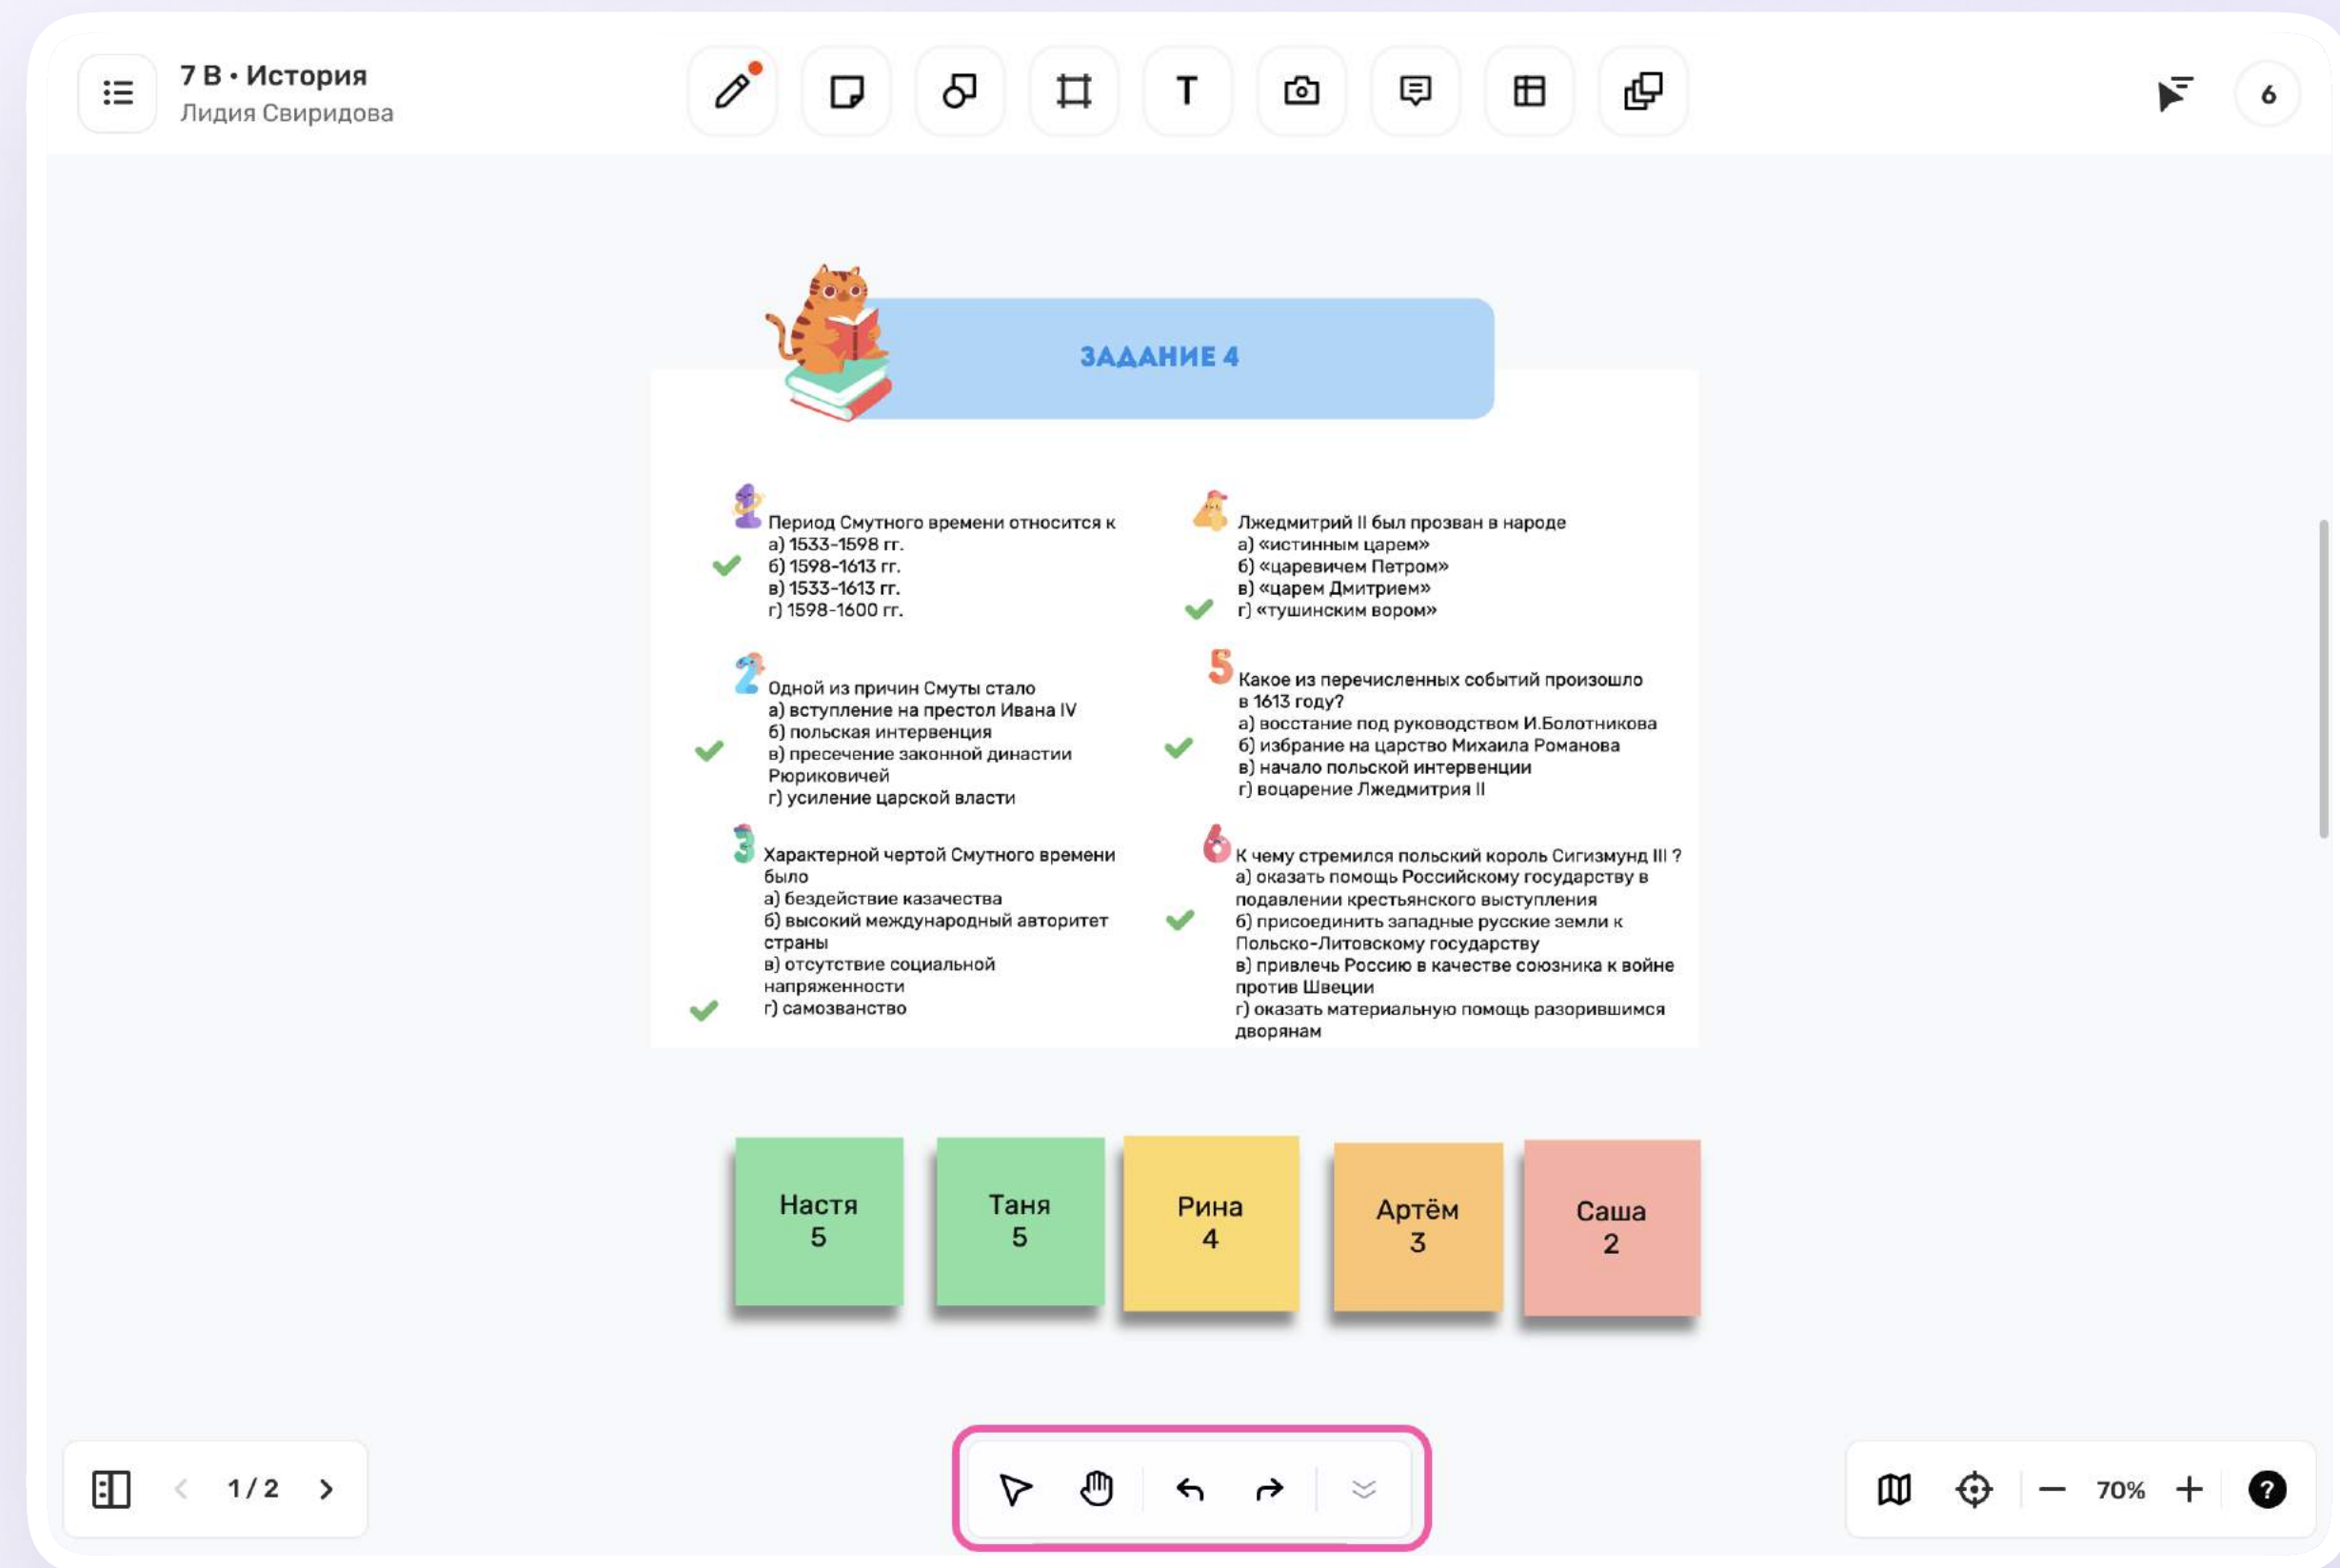 7 В • История
Лидия Свиридова
6
ЗАДАНИЕ 4
1
Период Смутного времени относится к
а) 1533-1598 гг.
б) 1598-1613 гг.
в) 1533-1613 гг.
г) 1598-1600 гг.
2
Одной из причин Смуты стало
а) вступление на престол Ивана IV
б) польская интервенция
в) пресечение законной династии
Рюриковичей
г) усиление царской власти
3
Характерной чертой Смутного времени
было
а) бездействие казачества
б) высокий международный авторитет
страны
в) отсутствие социальной
напряженности
г) самозванство
4
Лжедмитрий II был прозван в народе
а) «истинным царем»
б) «царевичем Петром»
в) «царем Дмитрием»
г) «тушинским вором»
5
Какое из перечисленных событий произошло
в 1613 году?
а) восстание под руководством И.Болотникова
б) избрание на царство Михаила Романова
в) начало польской интервенции
г) воцарение Лжедмитрия II
6
К чему стремился польский король Сигизмунд III ?
а) оказать помощь Российскому государству в
подавлении крестьянского выступления
б) присоединить западные русские земли к
Польско-Литовскому государству
в) привлечь Россию в качестве союзника к войне
против Швеции
г) оказать материальную помощь разорившимся
дворянам
Настя
5
Таня
5
Рина
4
Артём
3
Саша
2
1 / 2
70%
?